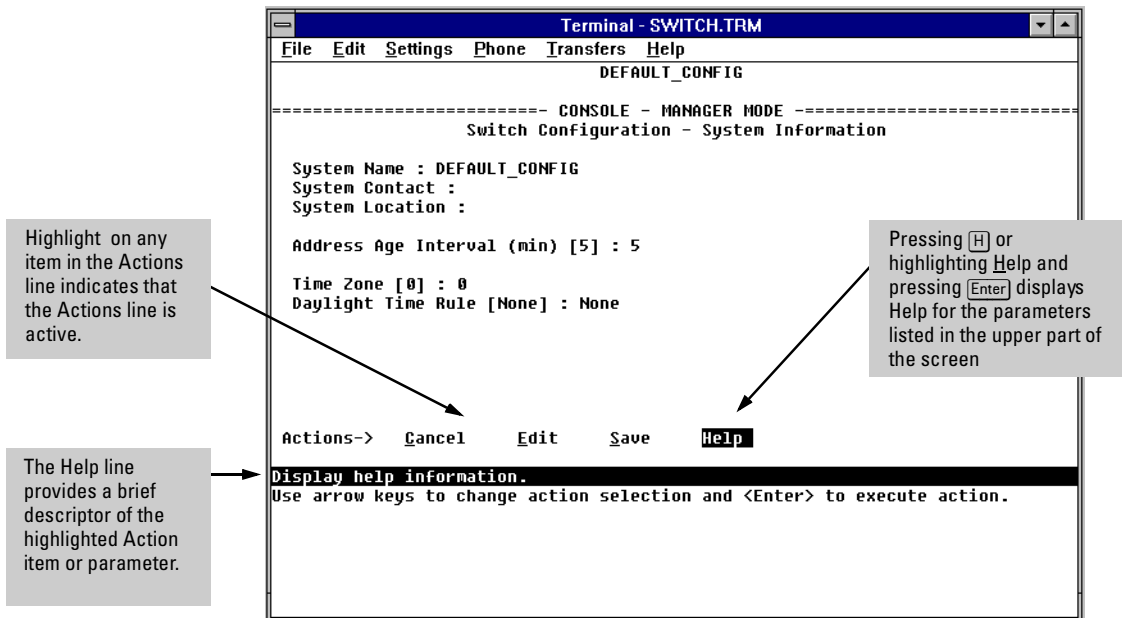 Terminal - SWITCH.TRM
File Edit Settings Phone Transfers Help
DEFAULT_CONFIG
==========================- CONSOLE - MANAGER MODE -===========================
Switch Configuration - System Information
System Name : DEFAULT_CONFIG
System Contact :
System Location :
Address Age Interval (min) [5] : 5
Time Zone [0] : 0
Daylight Time Rule [None] : None
Actions-> Cancel Edit Save Help
Display help information.
Use arrow keys to change action selection and <Enter> to execute action.
Highlight on any
item in the Actions
line indicates that
the Actions line is
active.
The Help line
provides a brief
descriptor of the
highlighted Action
item or parameter.
Pressing H or
highlighting Help and
pressing Enter displays
Help for the parameters
listed in the upper part of
the screen